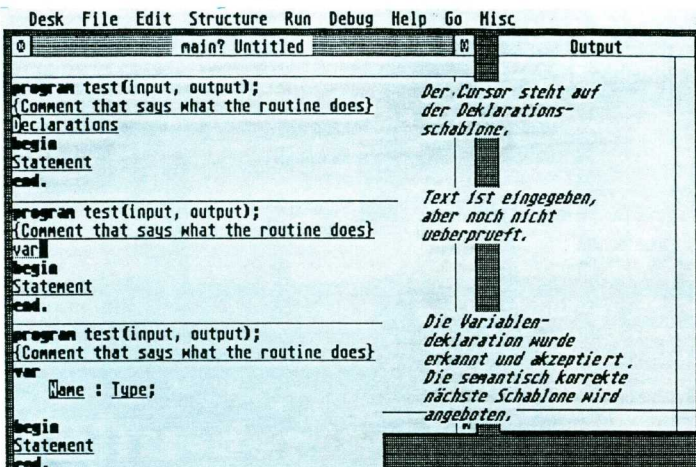 Desk File Edit Structure Run Debug Help Go Misc
main? Untitled
Output
program test(input, output);
{Comment that says what the routine does}
Declarations
begin
Statement
end.
Der Cursor steht auf
der Deklarations-
schablone.
program test(input, output);
{Comment that says what the routine does}
var
begin
Statement
end.
Text ist eingegeben,
aber noch nicht
ueberprueft.
program test(input, output);
{Comment that says what the routine does}
var
Name : Type;
begin
Statement
end.
Die Variablen-
deklaration wurde
erkannt und akzeptiert.
Die semantisch korrekte
nächste Schablone wird
angeboten.